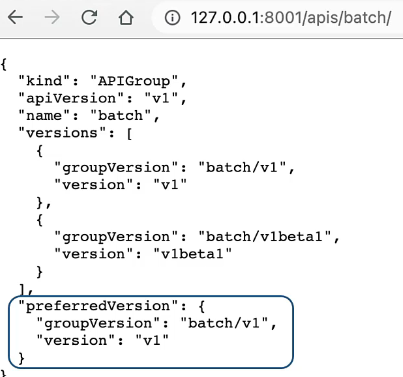 127.0.0.1:8001/apis/batch/
{
"kind": "APIGroup",
"apiVersion": "v1",
"name": "batch",
"versions": [
{
"groupVersion": "batch/v1",
"version": "v1"
},
{
"groupVersion": "batch/v1beta1",
"version": "v1beta1"
}
],
"preferredVersion": {
"groupVersion": "batch/v1",
"version": "v1"
}
}